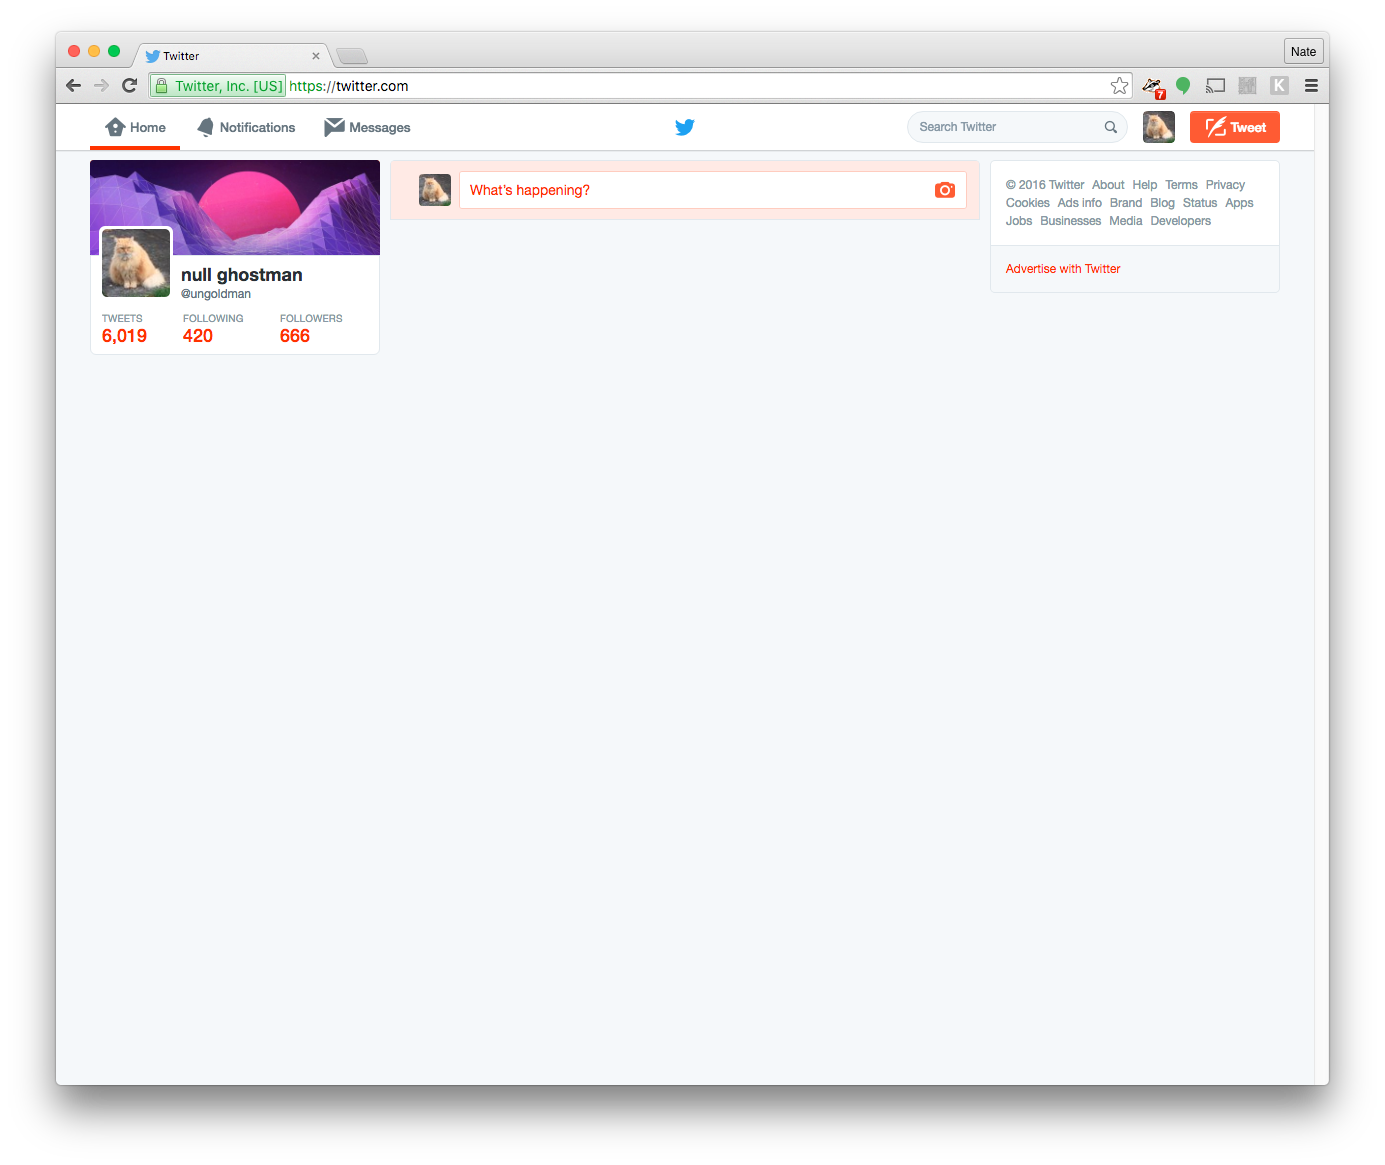 Twitter
Nate
Twitter, Inc. [US] https://twitter.com
7
K
Home Notifications Messages
Search Twitter
Tweet
What's happening?
null ghostman
@ungoldman
TWEETS FOLLOWING FOLLOWERS
6,019 420 666
© 2016 Twitter About Help Terms Privacy
Cookies Ads info Brand Blog Status Apps
Jobs Businesses Media Developers
Advertise with Twitter